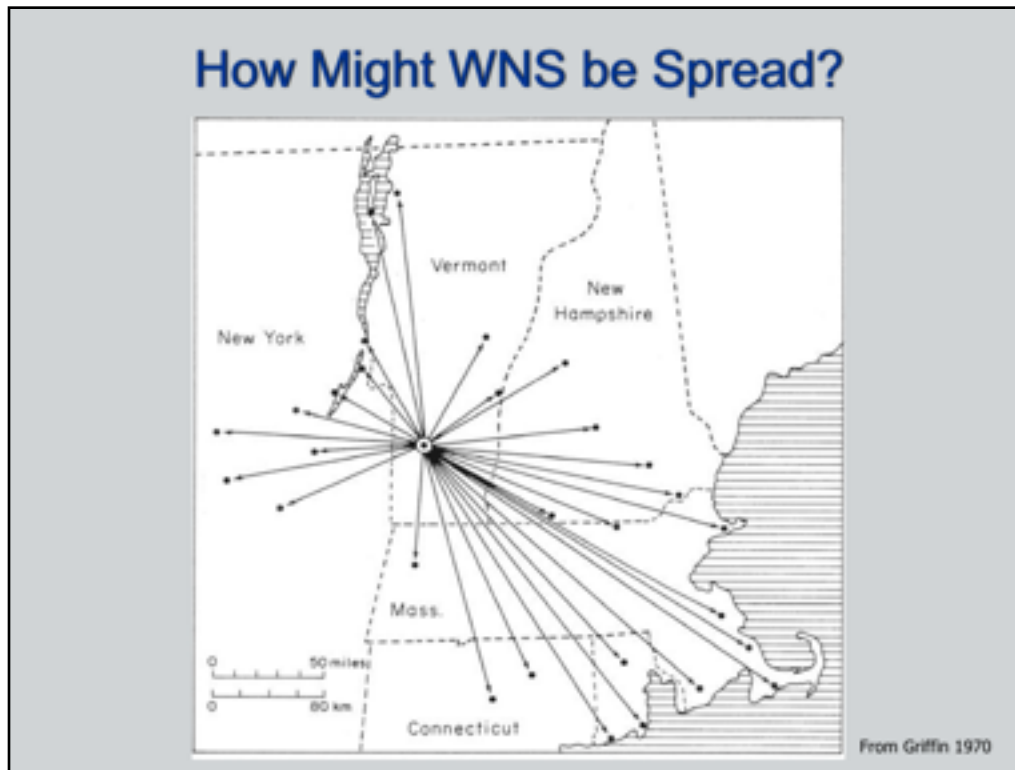 How Might WNS be Spread?
Vermont
New
Hampshire
New York
Mass.
0 50 miles
0 80 km
Connecticut
From Griffin 1970